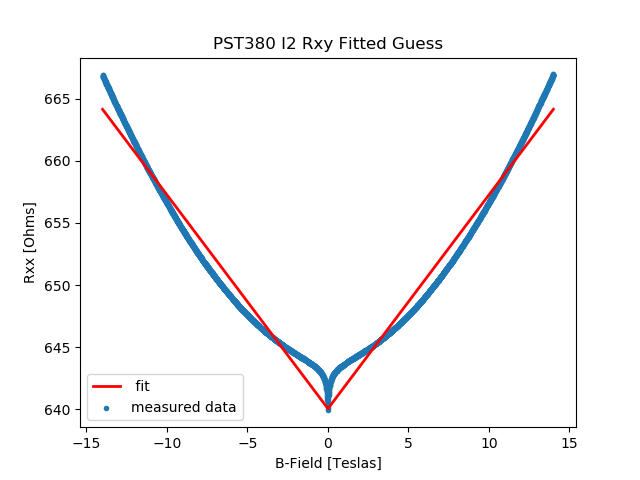 PST380 I2 Rxy Fitted Guess
Rxx [Ohms]
665
660
655
650
645
640
fit
measured data
−15
−10
−5
0
5
10
15
B-Field [Teslas]